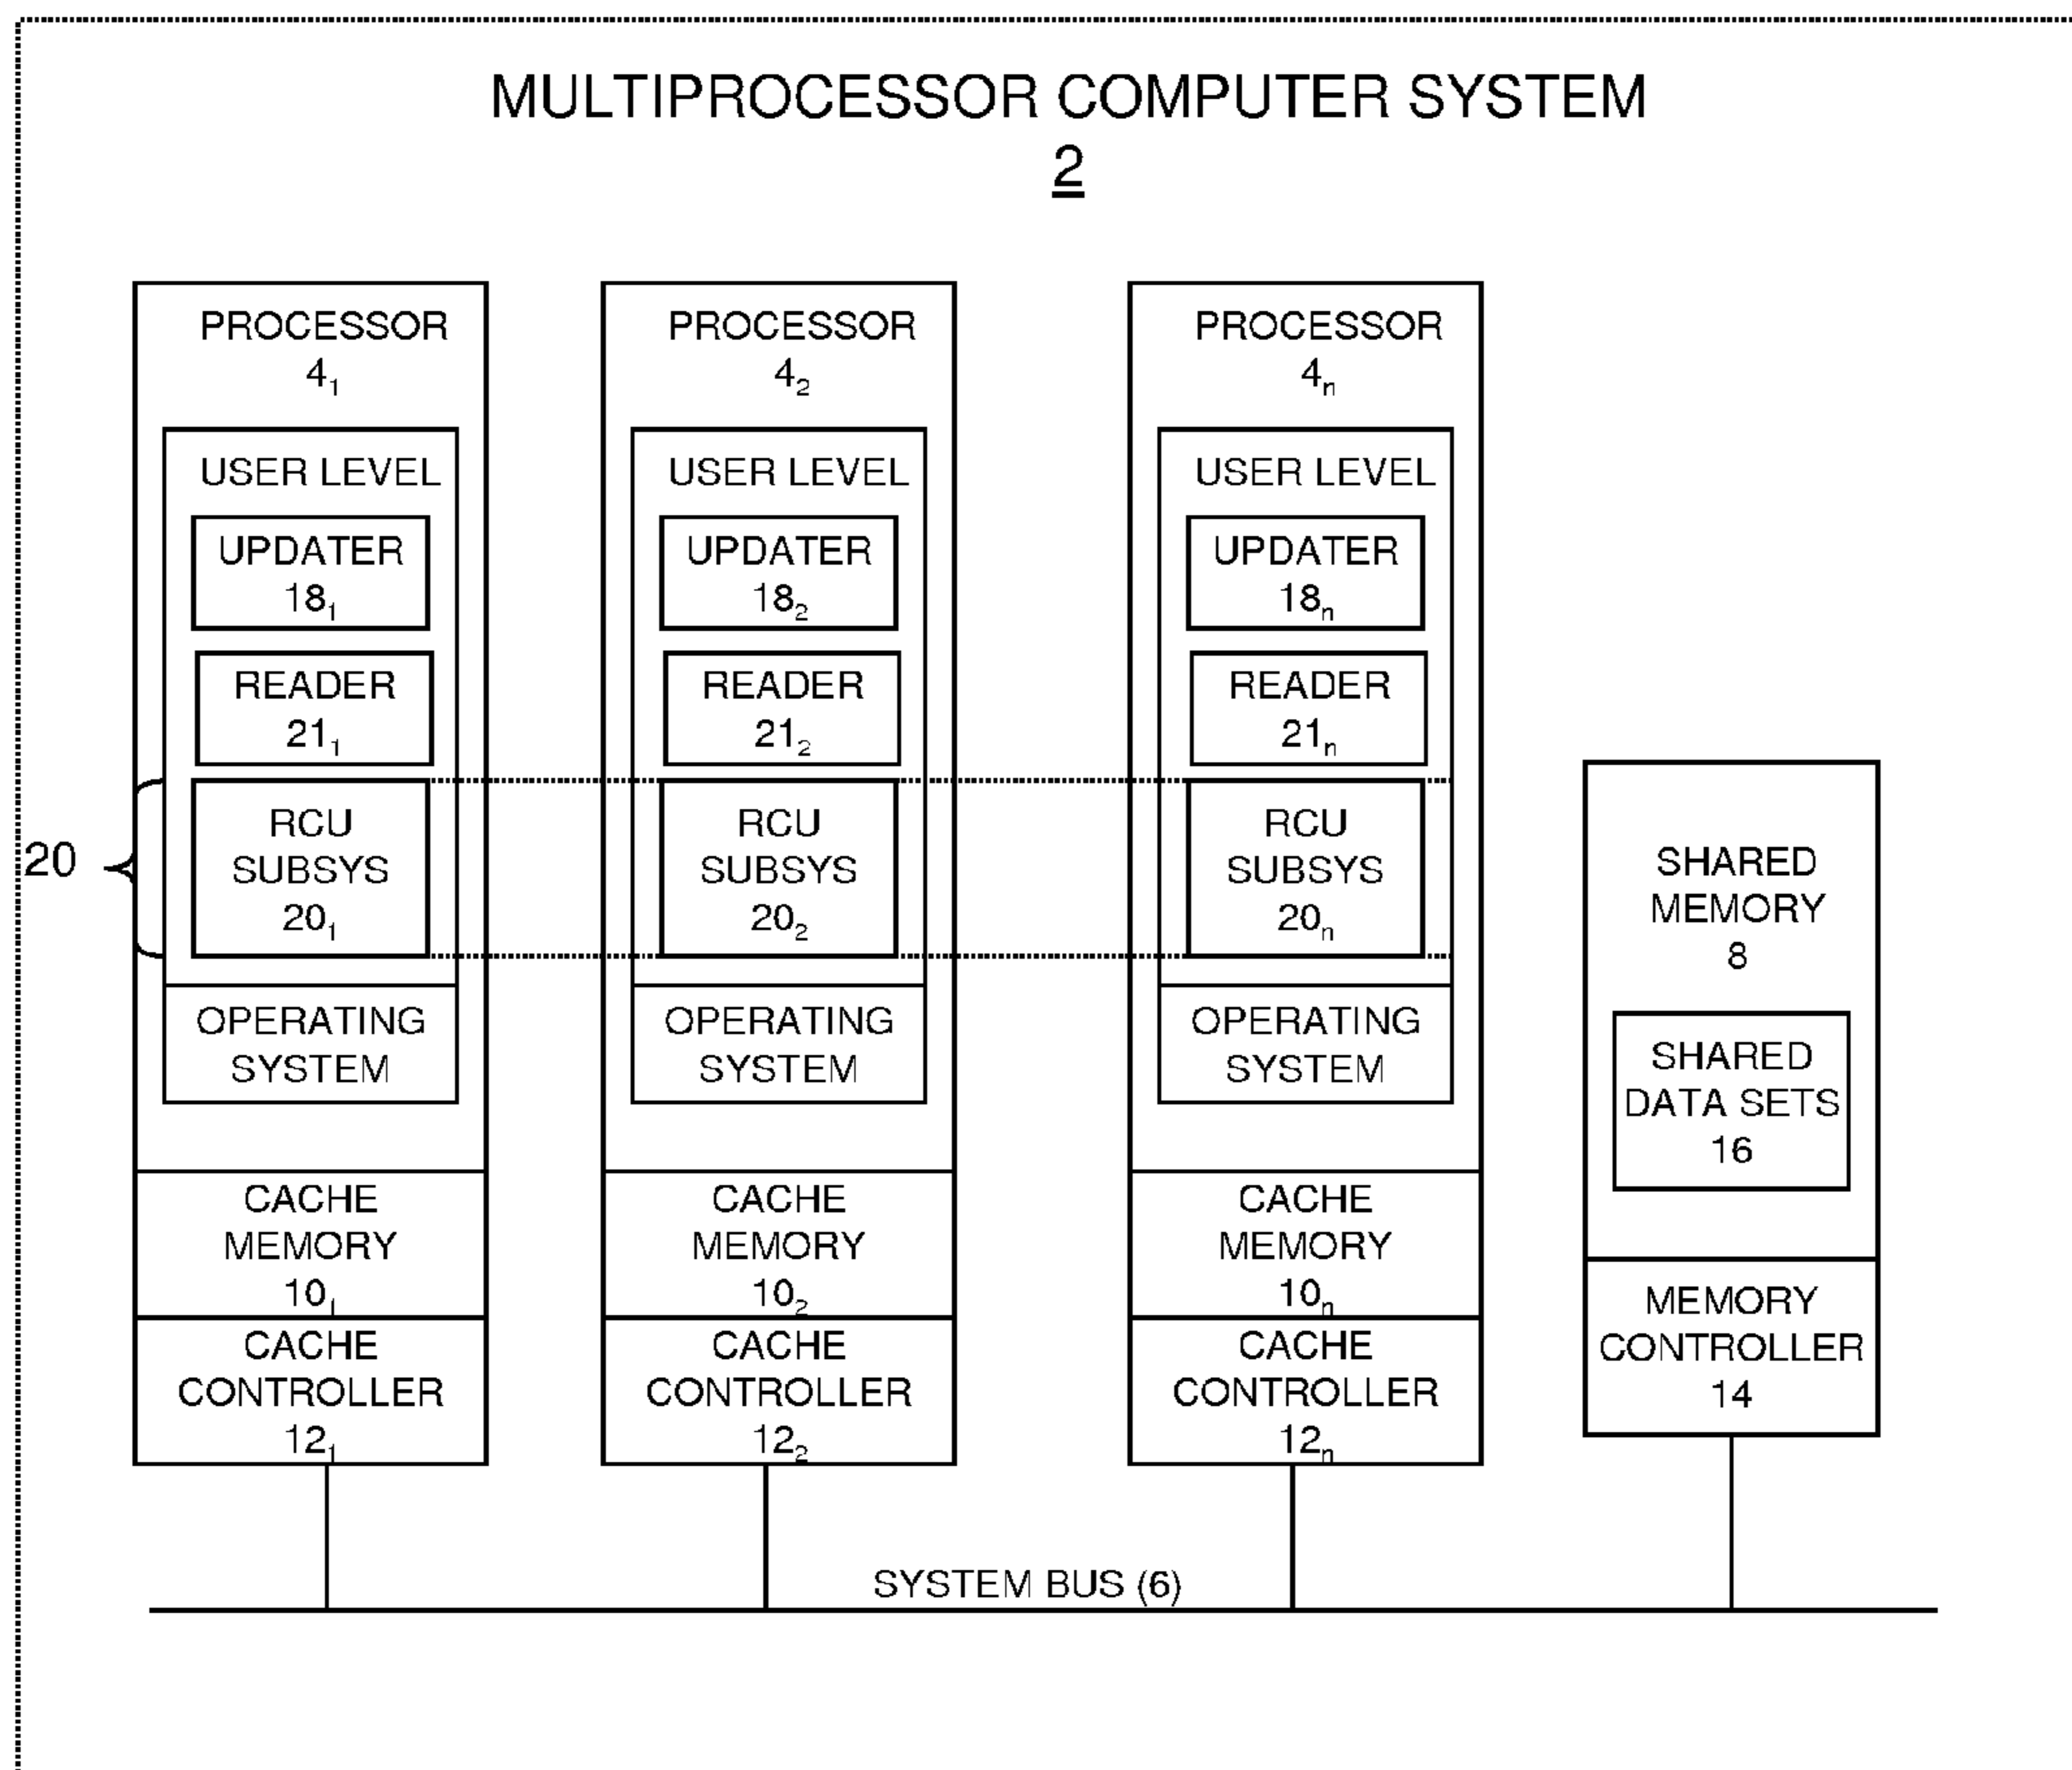 MULTIPROCESSOR COMPUTER SYSTEM
2
PROCESSOR
4₁
USER LEVEL
UPDATER
18₁
READER
21₁
RCU
SUBSYS
20₁
OPERATING
SYSTEM
CACHE
MEMORY
10₁
CACHE
CONTROLLER
12₁
20
PROCESSOR
4₂
USER LEVEL
UPDATER
18₂
READER
21₂
RCU
SUBSYS
20₂
OPERATING
SYSTEM
CACHE
MEMORY
10₂
CACHE
CONTROLLER
12₂
PROCESSOR
4ₙ
USER LEVEL
UPDATER
18ₙ
READER
21ₙ
RCU
SUBSYS
20ₙ
OPERATING
SYSTEM
CACHE
MEMORY
10ₙ
CACHE
CONTROLLER
12ₙ
SHARED
MEMORY
8
SHARED
DATA SETS
16
MEMORY
CONTROLLER
14
SYSTEM BUS (6)